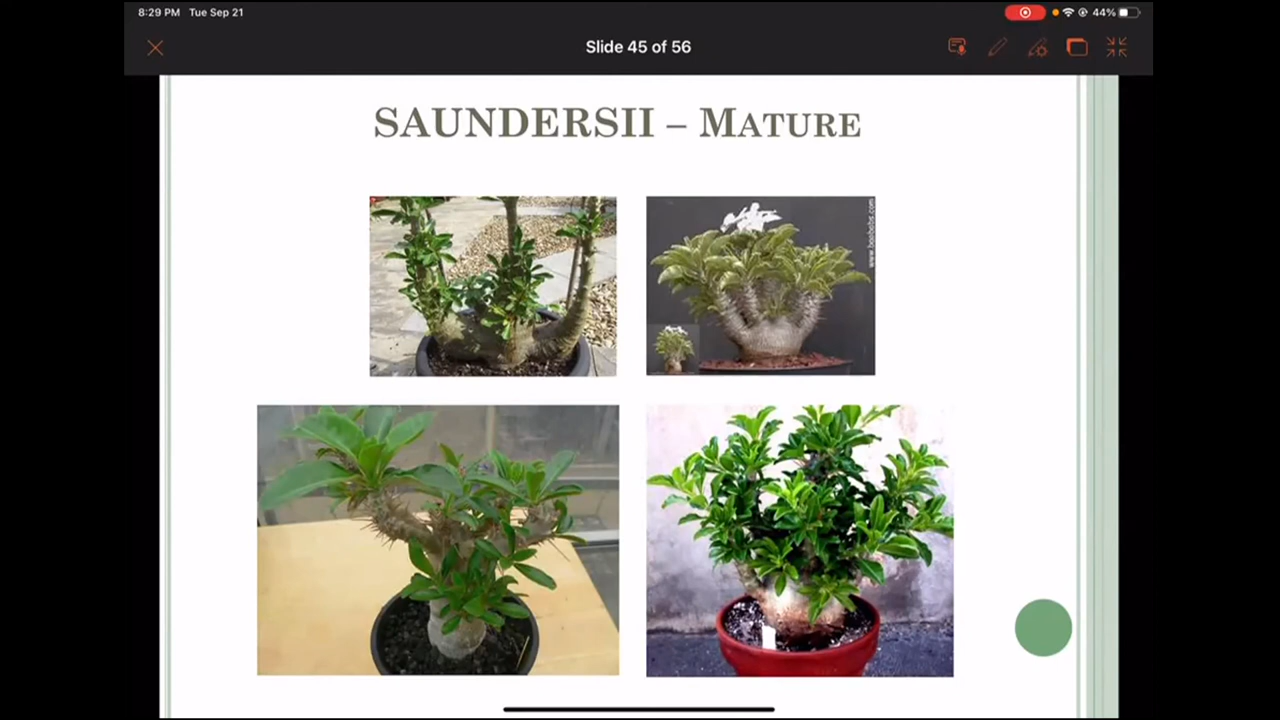 8:29 PM Tue Sep 21
44%
Slide 45 of 56
SAUNDERSII – MATURE